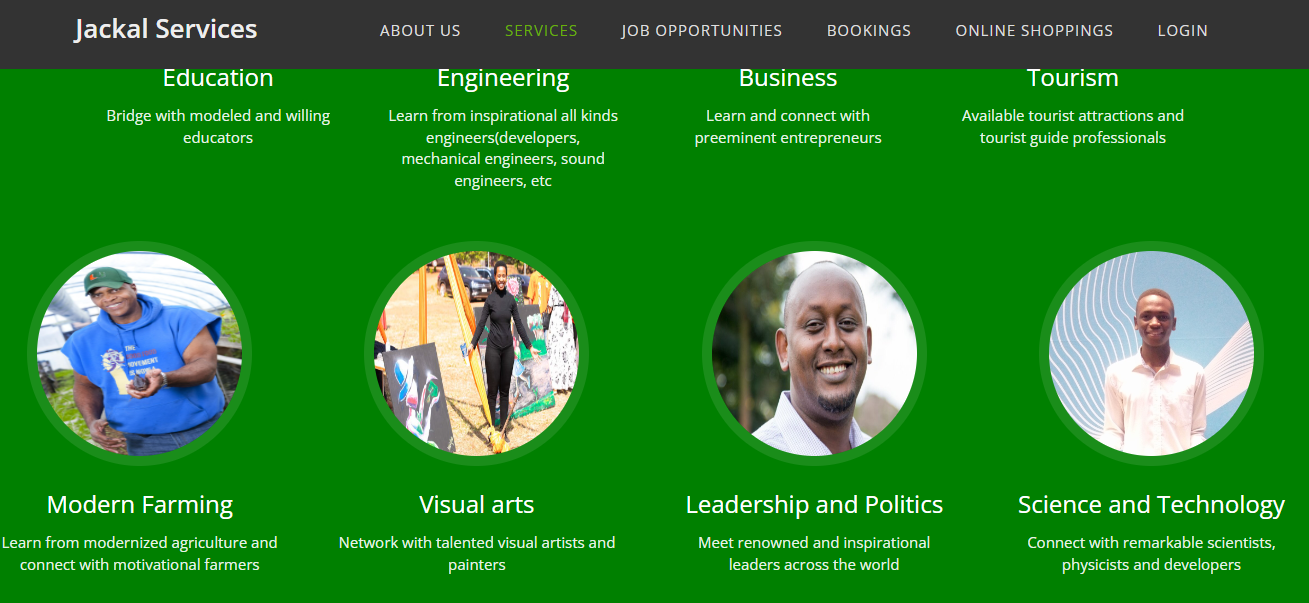 Jackal Services
ABOUT US
SERVICES
JOB OPPORTUNITIES
BOOKINGS
ONLINE SHOPPINGS
LOGIN
Education
Bridge with modeled and willing
educators
Engineering
Learn from inspirational all kinds
engineers(developers,
mechanical engineers, sound
engineers, etc
Business
Learn and connect with
preeminent entrepreneurs
Tourism
Available tourist attractions and
tourist guide professionals
THE
MOVEMENT
Modern Farming
Learn from modernized agriculture and
connect with motivational farmers
Visual arts
Network with talented visual artists and
painters
Leadership and Politics
Meet renowned and inspirational
leaders across the world
Science and Technology
Connect with remarkable scientists,
physicists and developers